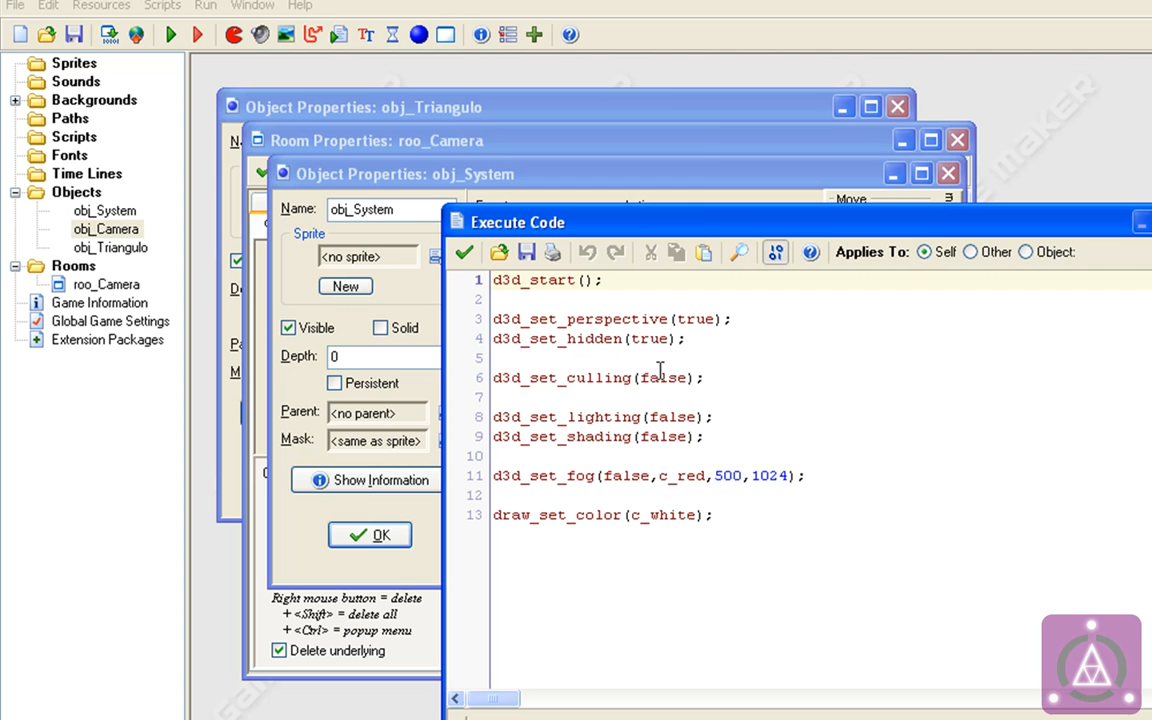 File Edit Resources Scripts Run Window Help
Sprites
Sounds
Backgrounds
Paths
Scripts
Fonts
Time Lines
Objects
obj_System
obj_Camera
obj_Triangulo
Rooms
roo_Camera
Game Information
Global Game Settings
Extension Packages
Object Properties: obj_Triangulo
Room Properties: roo_Camera
Object Properties: obj_System
Name: obj_System
Sprite
<no sprite>
New
Visible Solid
Depth: 0
Persistent
Parent: <no parent>
Mask: <same as sprite>
Show Information
OK
Right mouse button = delete
+<Shift> = delete all
+<Ctrl> = popup menu
Delete underlying
Move
Execute Code
Applies To: Self Other Object:
1 d3d_start();
2
3 d3d_set_perspective(true);
4 d3d_set_hidden(true);
5
6 d3d_set_culling(false);
7
8 d3d_set_lighting(false);
9 d3d_set_shading(false);
10
11 d3d_set_fog(false,c_red,500,1024);
12
13 draw_set_color(c_white);